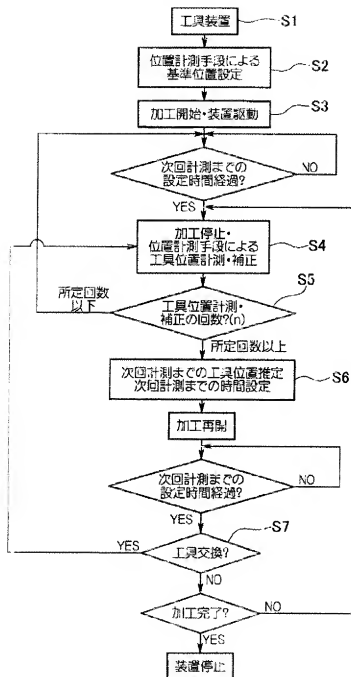 工具装置
S1
位置計測手段による
基準位置設定
S2
加工開始・装置駆動
S3
次回計測までの
設定時間経過?
NO
YES
加工停止・
位置計測手段による
工具位置計測・補正
S4
所定回数
以下
工具位置計測・
補正の回数?(n)
S5
所定回数以上
次回計測までの工具位置推定
次回計測までの時間設定
S6
加工再開
次回計測までの
設定時間経過?
NO
YES
S7
YES
工具交換?
NO
加工完了?
NO
YES
装置停止